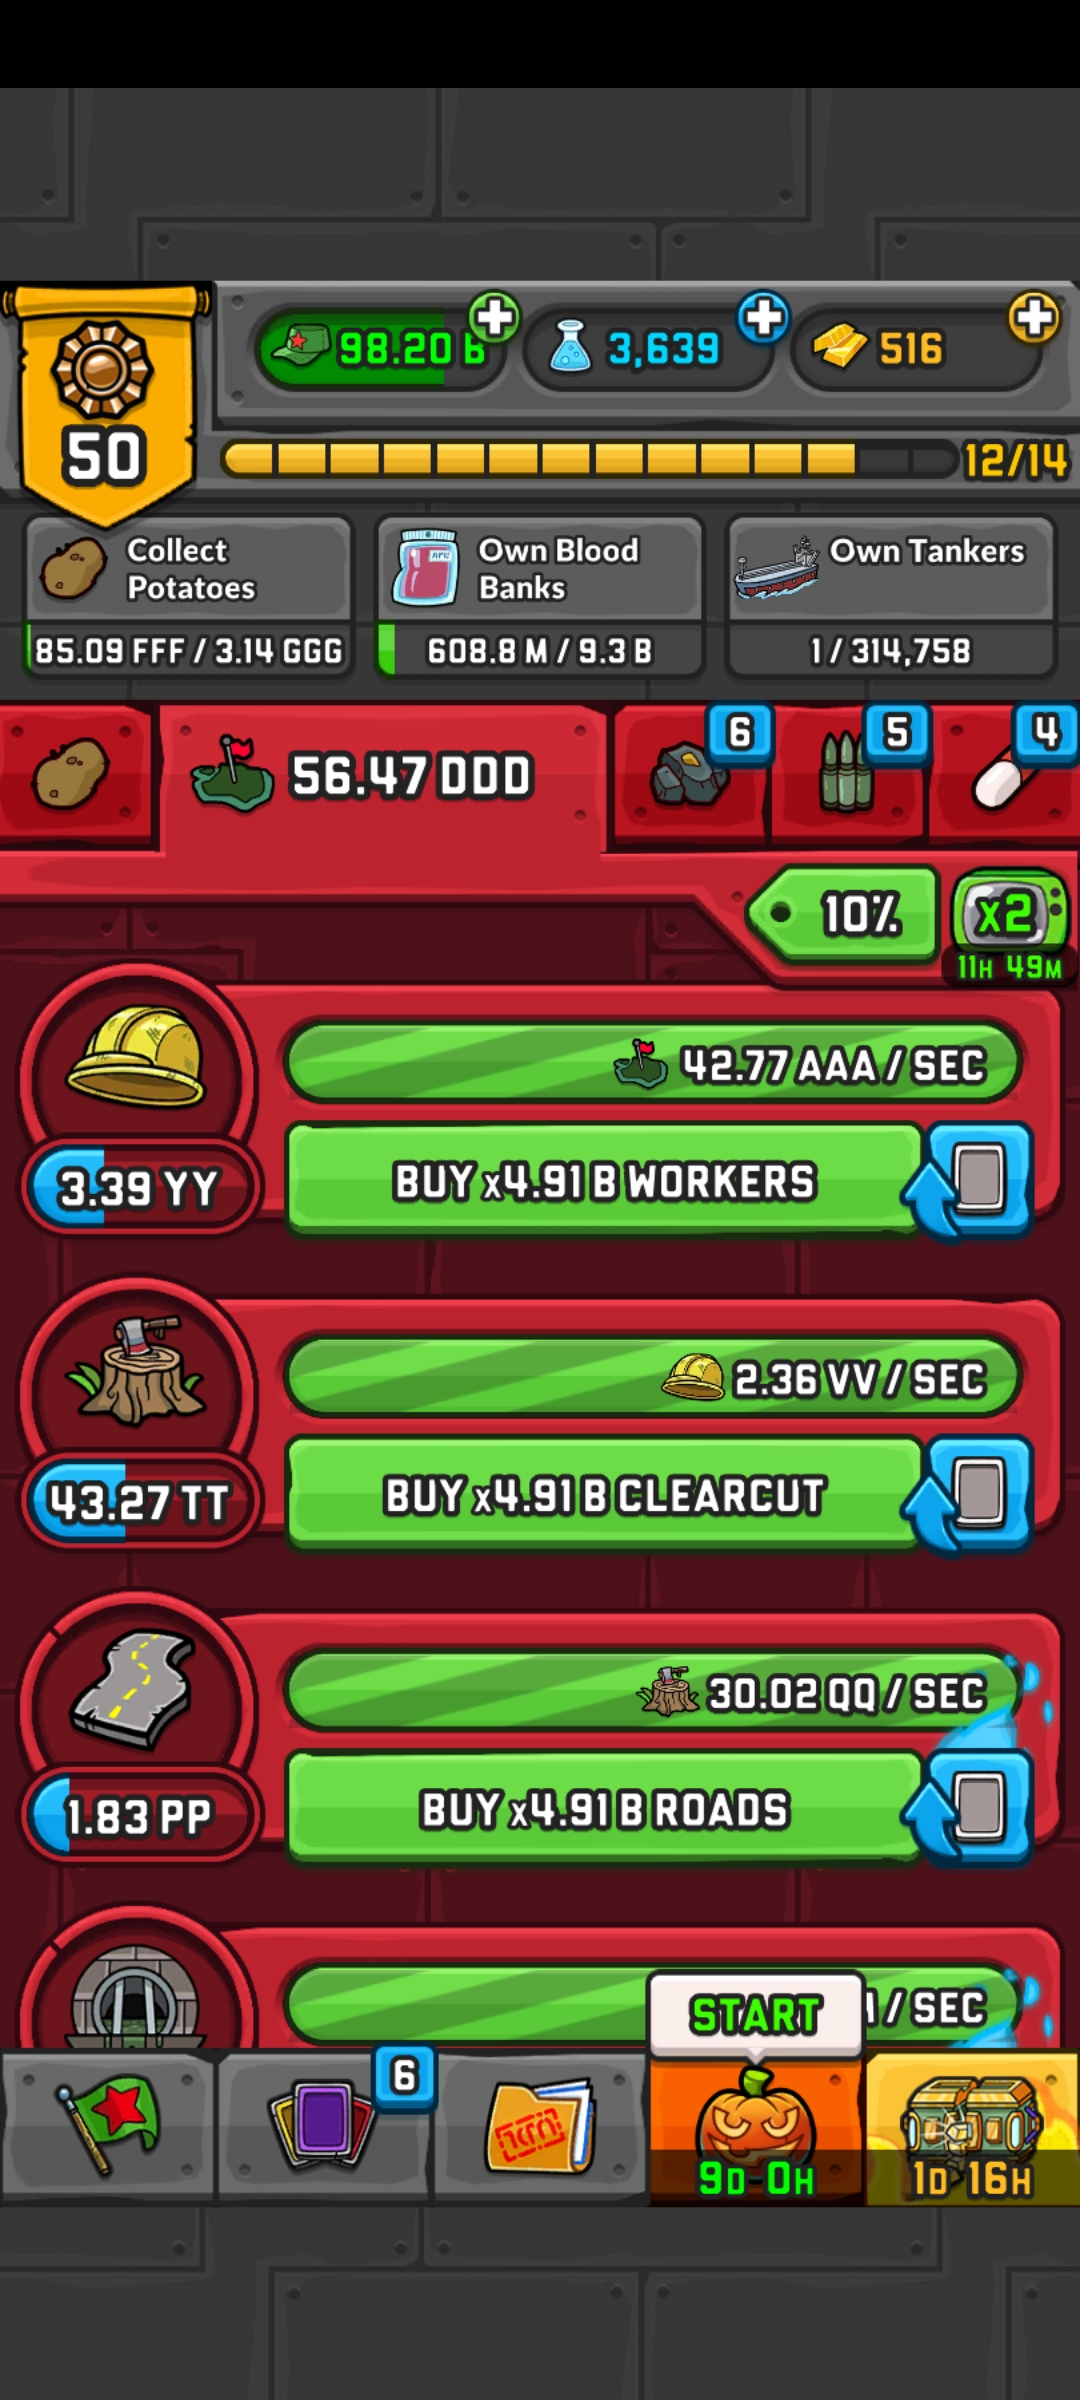 98.20 B
3,639
516
50
12/14
Collect
Potatoes
85.09 FFF / 3.14 GGG
Own Blood
Banks
608.8 M / 9.3 B
Own Tankers
1 / 314,758
56.47 DDD
6
5
4
10%
x2
11H 49M
42.77 AAA / SEC
3.39 YY
BUY x4.91 B WORKERS
2.36 VV / SEC
43.27 TT
BUY x4.91 B CLEARCUT
30.02 QQ / SEC
1.83 PP
BUY x4.91 B ROADS
/ SEC
START
6
9D 0H
1D 16H